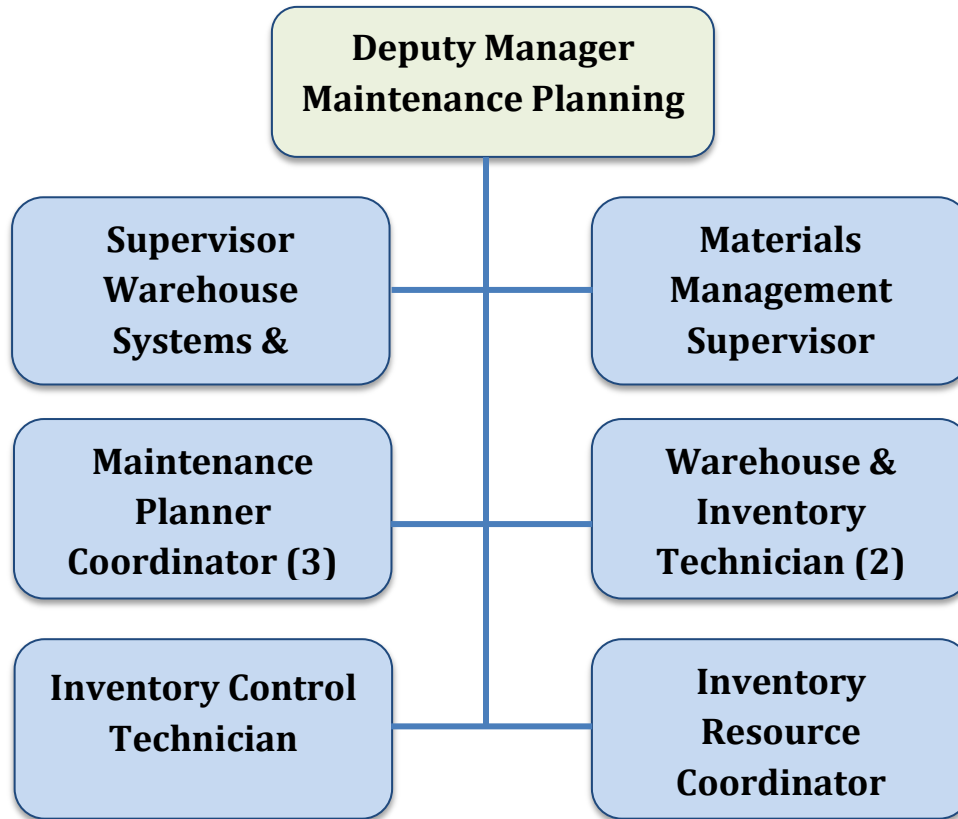 Deputy Manager
Maintenance Planning
Supervisor
Warehouse
Systems &
Materials
Management
Supervisor
Maintenance
Planner
Coordinator (3)
Warehouse &
Inventory
Technician (2)
Inventory Control
Technician
Inventory
Resource
Coordinator